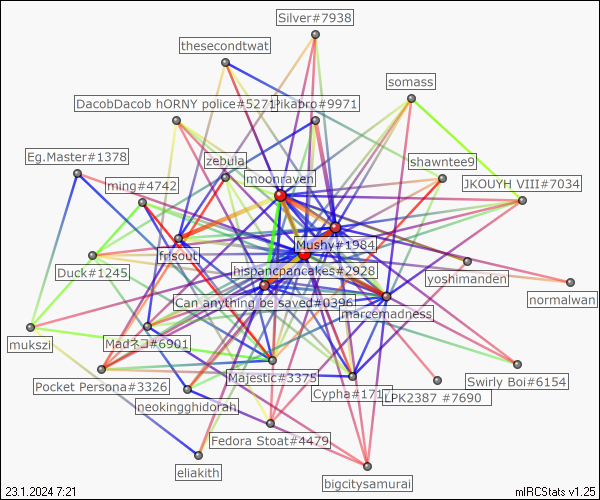 Silver#7938
thesecondtwat
somass
DacobDacob hORNY police#5271
Pikabro#9971
Eg.Master#1378
zebula
shawntee9
ming#4742
moonraven
JKOUYH VIII#7034
Mushy#1984
frisout
Duck#1245
hispancpancakes#2928
yoshimanden
Can anything be saved#0396
normalwan
marcemadness
mukszi
Madネコ#6901
Pocket Persona#3326
Majestic#3375
Swirly Boi#6154
Cypha#171
LPK2387 #7690
neokingghidorah
Fedora Stoat#4479
eliakith
bigcitysamurai
23.1.2024 7:21
mIRCStats v1.25